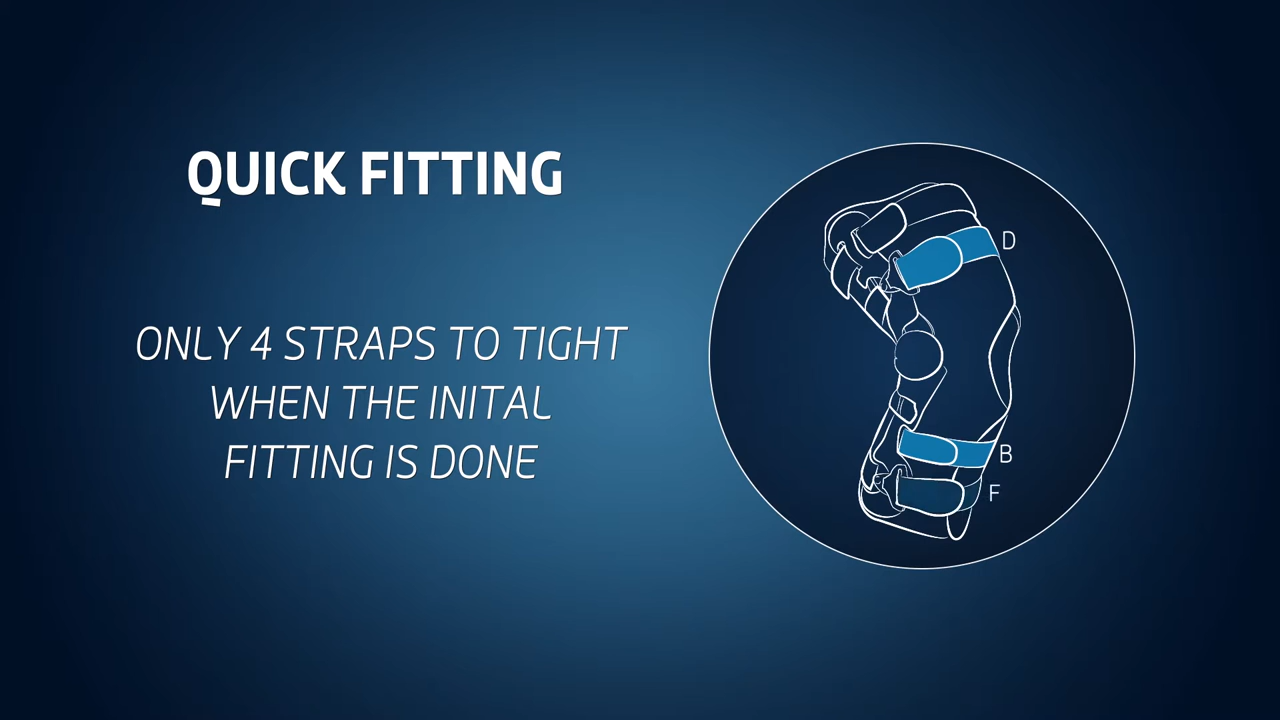 QUICK FITTING
ONLY 4 STRAPS TO TIGHT
WHEN THE INITAL
FITTING IS DONE
D
B
F